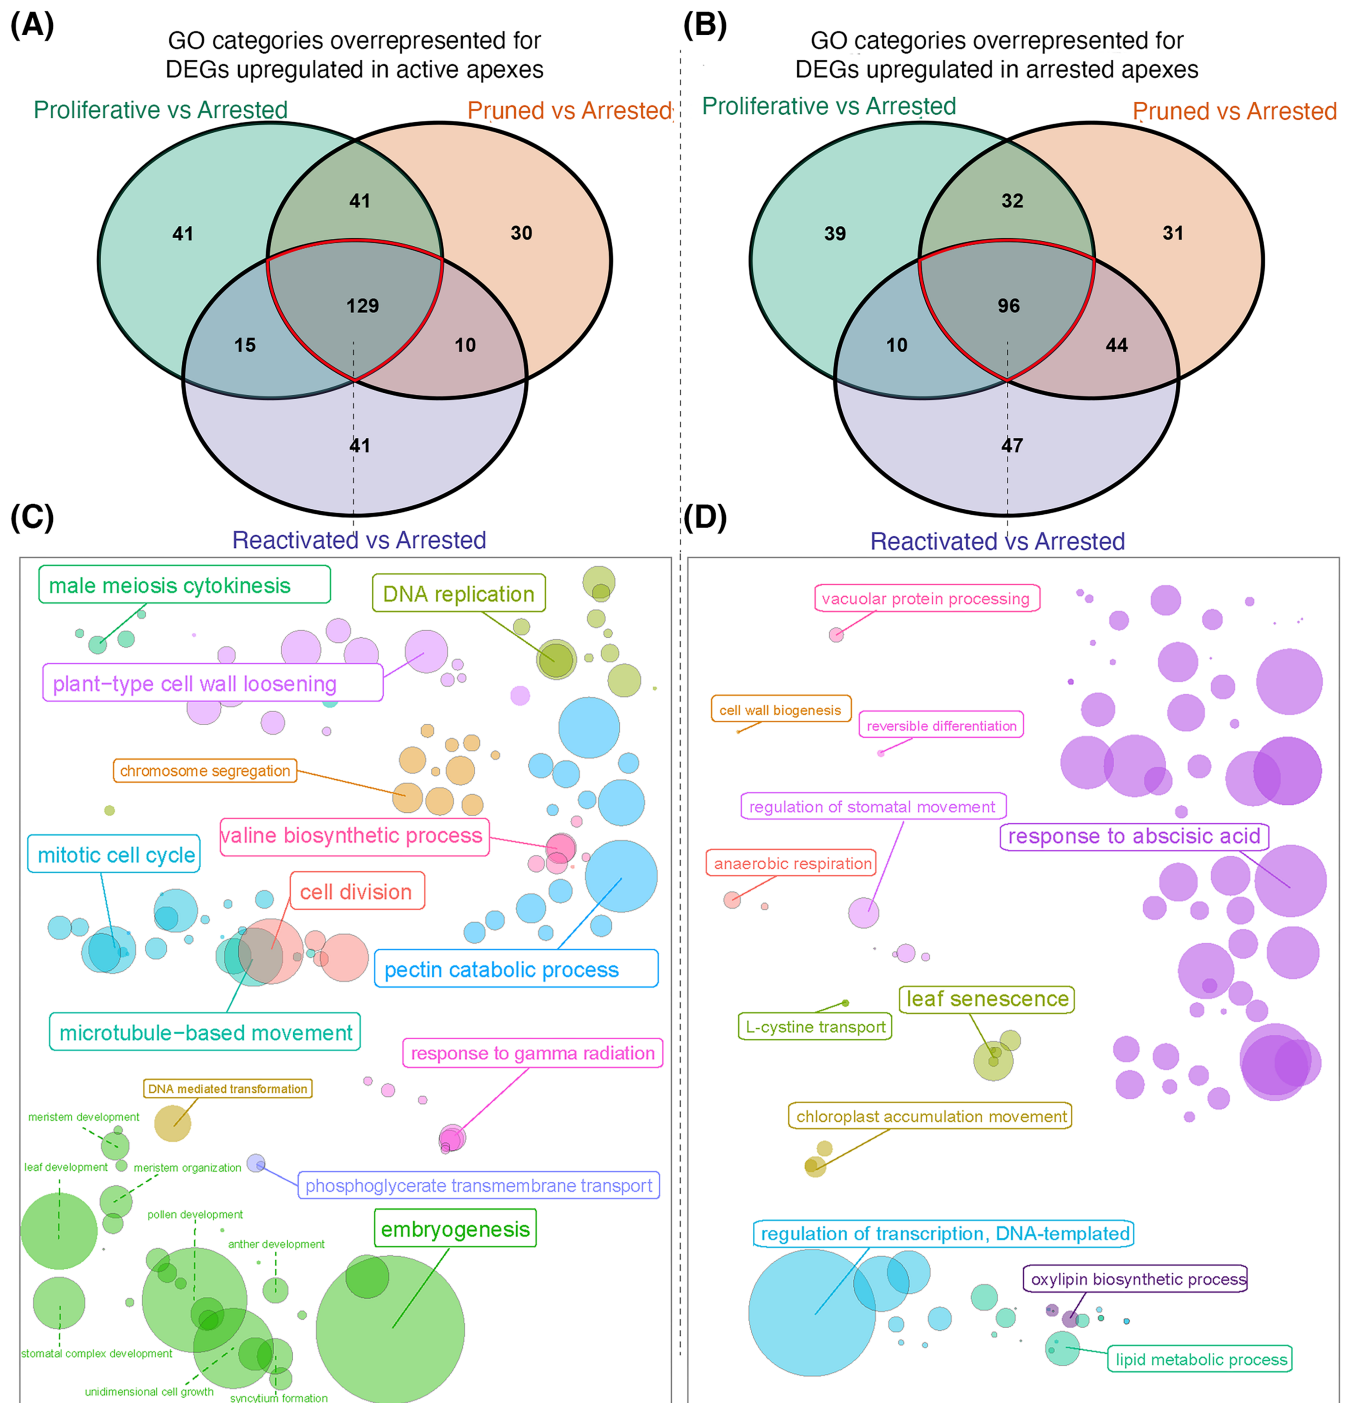 (A)
GO categories overrepresented for
DEGs upregulated in active apexes
Proliferative vs Arrested
Pruned vs Arrested
41
41
30
129
15
10
41
Reactivated vs Arrested
(B)
GO categories overrepresented for
DEGs upregulated in arrested apexes
Proliferative vs Arrested
Pruned vs Arrested
32
39
31
96
10
44
47
Reactivated vs Arrested
(C)
male meiosis cytokinesis
DNA replication
plant−type cell wall loosening
chromosome segregation
valine biosynthetic process
mitotic cell cycle
cell division
pectin catabolic process
microtubule−based movement
response to gamma radiation
DNA mediated transformation
meristem development
leaf development
meristem organization
phosphoglycerate transmembrane transport
pollen development
embryogenesis
anther development
stomatal complex development
unidimensional cell growth
syncytium formation
(D)
vacuolar protein processing
cell wall biogenesis
reversible differentiation
regulation of stomatal movement
response to abscisic acid
anaerobic respiration
leaf senescence
L-cystine transport
chloroplast accumulation movement
regulation of transcription, DNA-templated
oxylipin biosynthetic process
lipid metabolic process